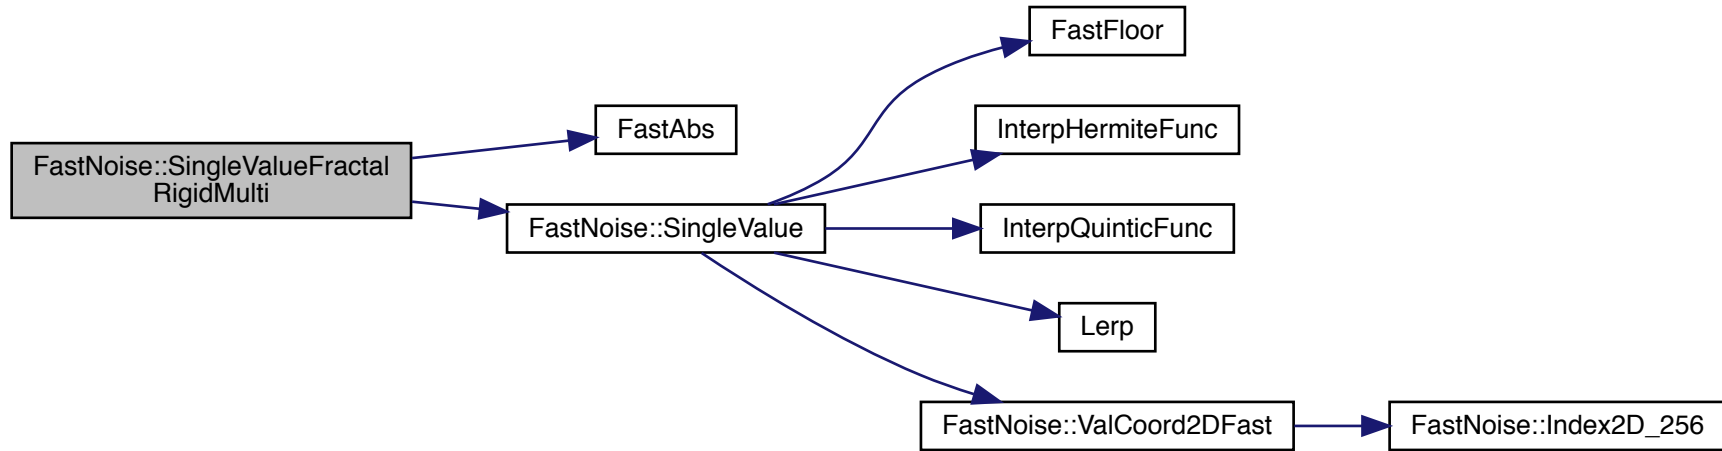 FastNoise::SingleValueFractal
RigidMulti
FastAbs
FastNoise::SingleValue
FastFloor
InterpHermiteFunc
InterpQuinticFunc
Lerp
FastNoise::ValCoord2DFast
FastNoise::Index2D_256